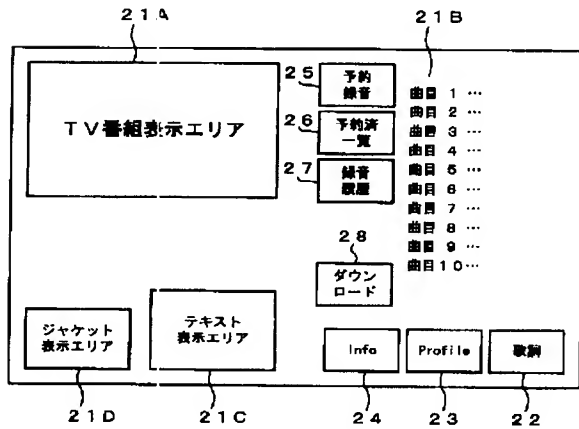 21A
21B
TV番組表示エリア
25
予約
録音
26
予約済
一覧
27
録音
履歴
曲目 1 …
曲目 2 …
曲目 3 …
曲目 4 …
曲目 5 …
曲目 6 …
曲目 7 …
曲目 8 …
曲目 9 …
曲目10…
28
ダウン
ロード
ジャケット
表示エリア
テキスト
表示エリア
Info
Profile
歌詞
21D
21C
24
23
22